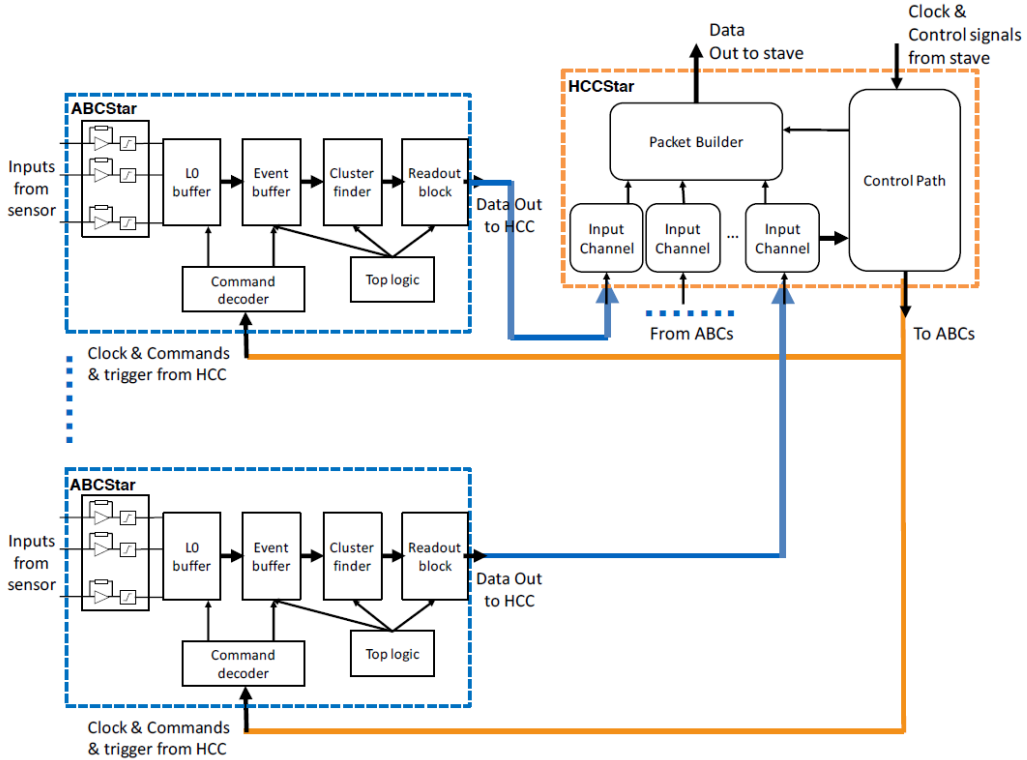 Data
Out to stave
Clock &
Control signals
from stave
HCCStar
Packet Builder
Control Path
Input
Channel
Input
Channel
...
Input
Channel
From ABCs
To ABCs
ABCStar
Inputs
from
sensor
L0
buffer
Event
buffer
Cluster
finder
Readout
block
Data Out
to HCC
Command
decoder
Top logic
Clock & Commands
& trigger from HCC
ABCStar
Inputs
from
sensor
L0
buffer
Event
buffer
Cluster
finder
Readout
block
Data Out
to HCC
Command
decoder
Top logic
Clock & Commands
& trigger from HCC